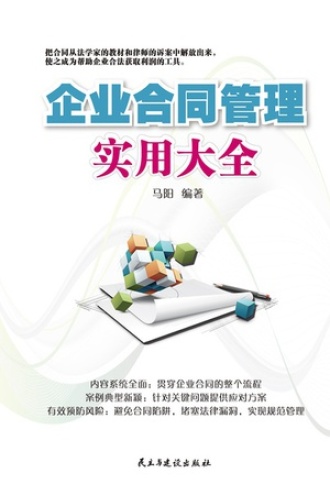 把合同从法学家的教材和律师的诉案中解放出来，
使之成为帮助企业合法获取利润的工具。
企业合同管理
实用大全
马阳 编著
内容系统全面：贯穿企业合同的整个流程
案例典型新颖：针对关键问题提供应对方案
有效预防风险：避免合同陷阱，堵塞法律漏洞，实现规范管理
民主与建设出版社